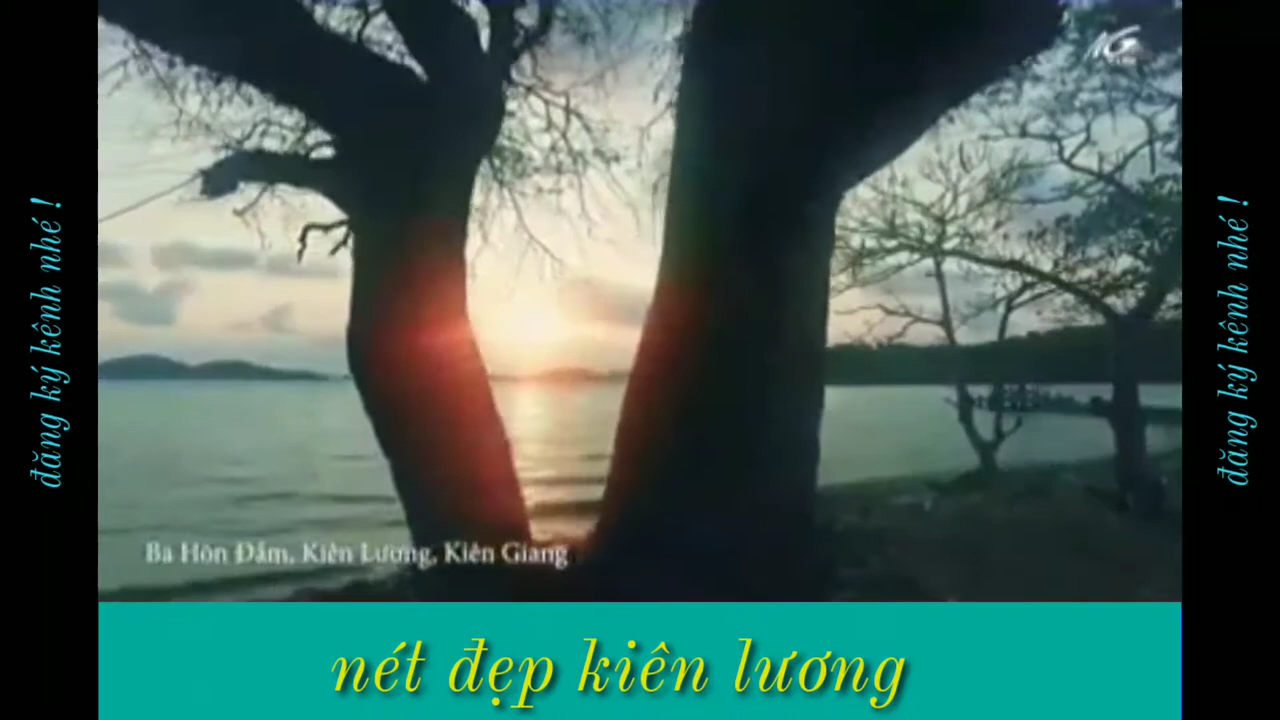 đăng ký kênh nhé !
Ba Hòn Đầm, Kiên Lương, Kiên Giang
nét đẹp kiên lương
đăng ký kênh nhé !